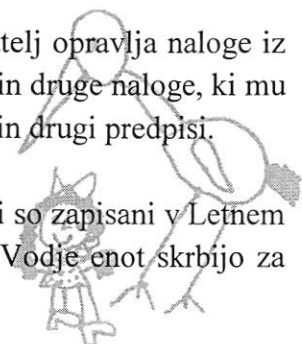 telj opravlja naloge iz
in druge naloge, ki mu
in drugi predpisi.
i so zapisani v Letnem
Vodje enot skrbijo za